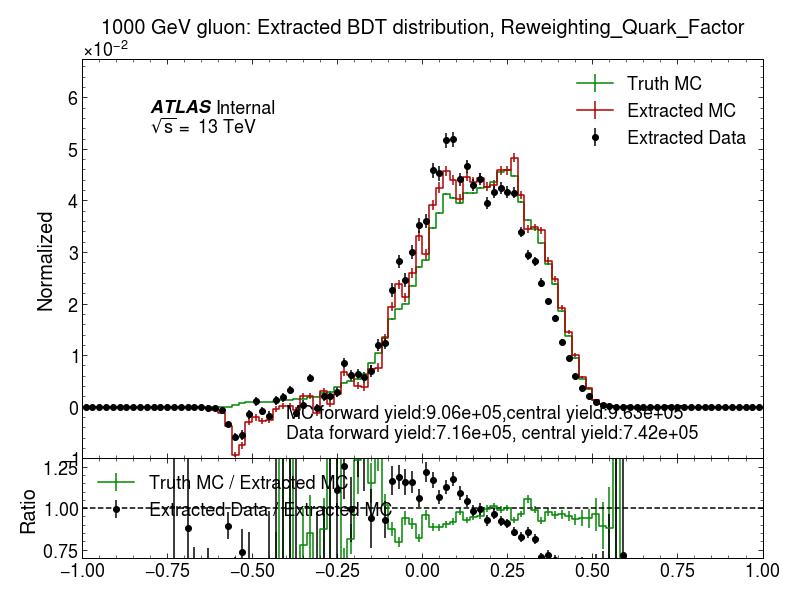 1000 GeV gluon: Extracted BDT distribution, Reweighting_Quark_Factor
×10−2
ATLAS Internal
√s = 13 TeV
Truth MC
Extracted MC
Extracted Data
Normalized
6
5
4
3
2
1
0
1
MC forward yield:9.06e+05,central yield:9.63e+05
Data forward yield:7.16e+05, central yield:7.42e+05
Ratio
1.25
1.00
0.75
Truth MC / Extracted MC
Extracted Data / Extracted MC
−1.00 −0.75 −0.50 −0.25 0.00 0.25 0.50 0.75 1.00